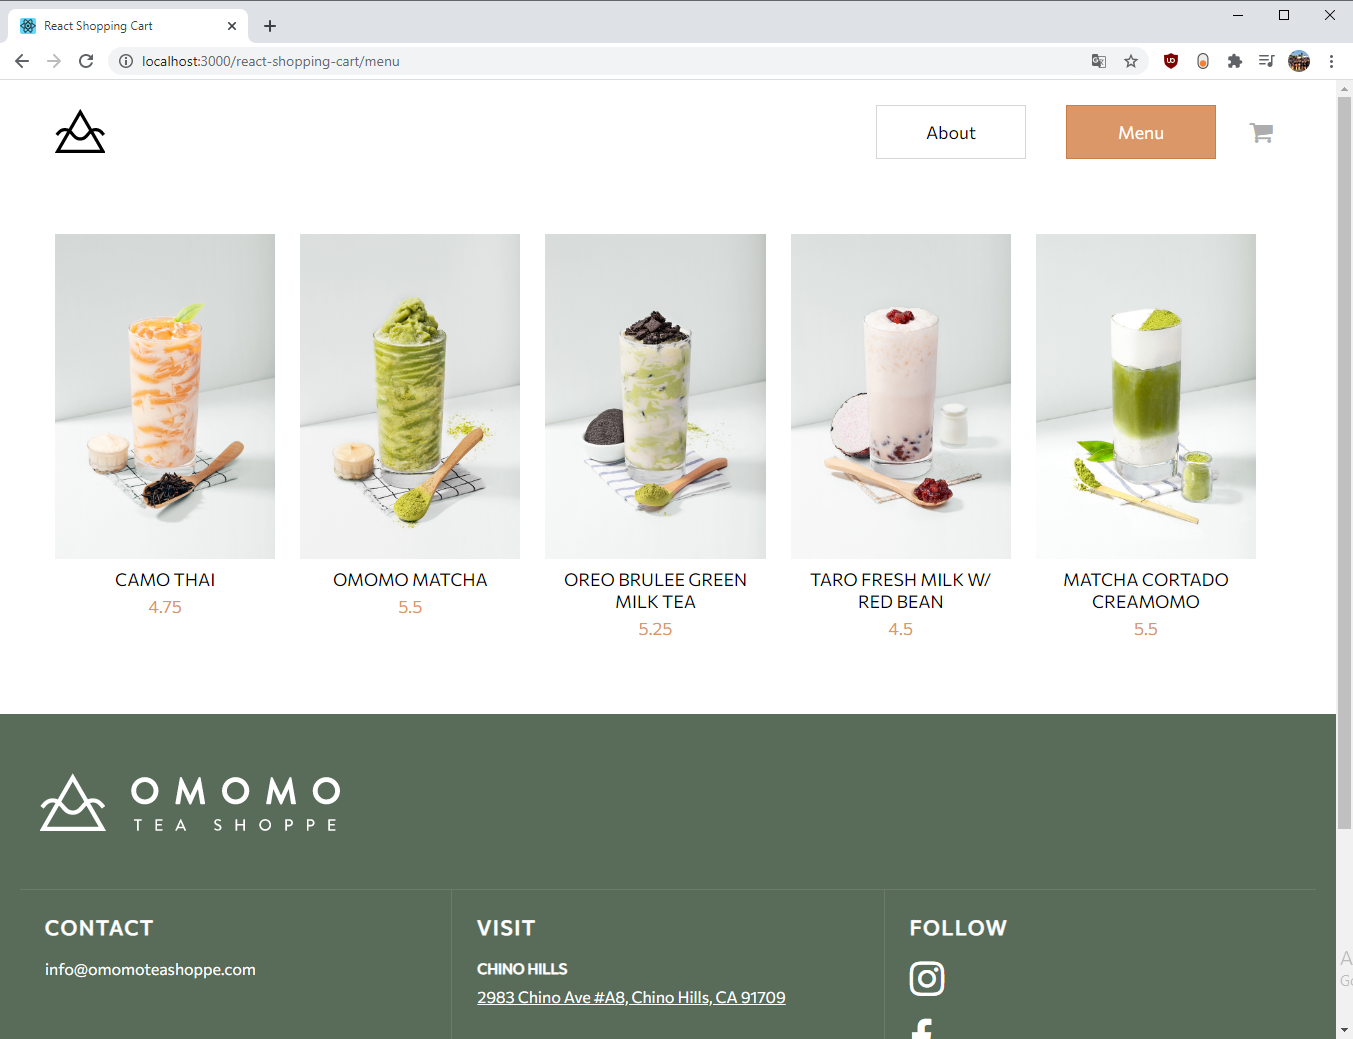 React Shopping Cart
localhost:3000/react-shopping-cart/menu
About
Menu
CAMO THAI
4.75
OMOMO MATCHA
5.5
OREO BRULEE GREEN
MILK TEA
5.25
TARO FRESH MILK W/
RED BEAN
4.5
MATCHA CORTADO
CREAMOMO
5.5
OMOMO
TEA SHOPPE
CONTACT
info@omomoteashoppe.com
VISIT
CHINO HILLS
2983 Chino Ave #A8, Chino Hills, CA 91709
FOLLOW